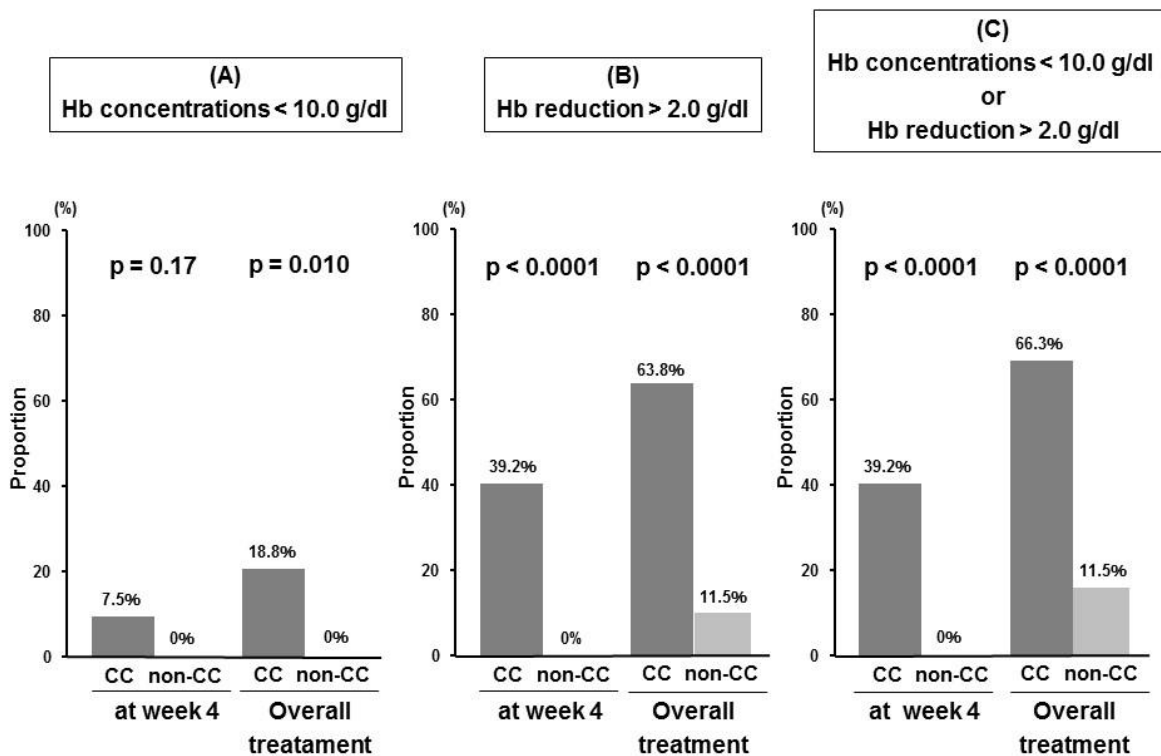 (A)
Hb concentrations < 10.0 g/dl
(%)
100
80
60
40
20
0
Proportion
p = 0.17 p = 0.010
7.5%
0%
18.8%
0%
CC non-CC CC non-CC
at week 4 Overall
treatament
(B)
Hb reduction > 2.0 g/dl
(%)
100
80
60
40
20
0
Proportion
p < 0.0001 p < 0.0001
39.2%
0%
63.8%
11.5%
CC non-CC CC non-CC
at week 4 Overall
treatment
(C)
Hb concentrations < 10.0 g/dl
or
Hb reduction > 2.0 g/dl
(%)
100
80
60
40
20
0
Proportion
p < 0.0001 p < 0.0001
39.2%
0%
66.3%
11.5%
CC non-CC CC non-CC
at week 4 Overall
treatment